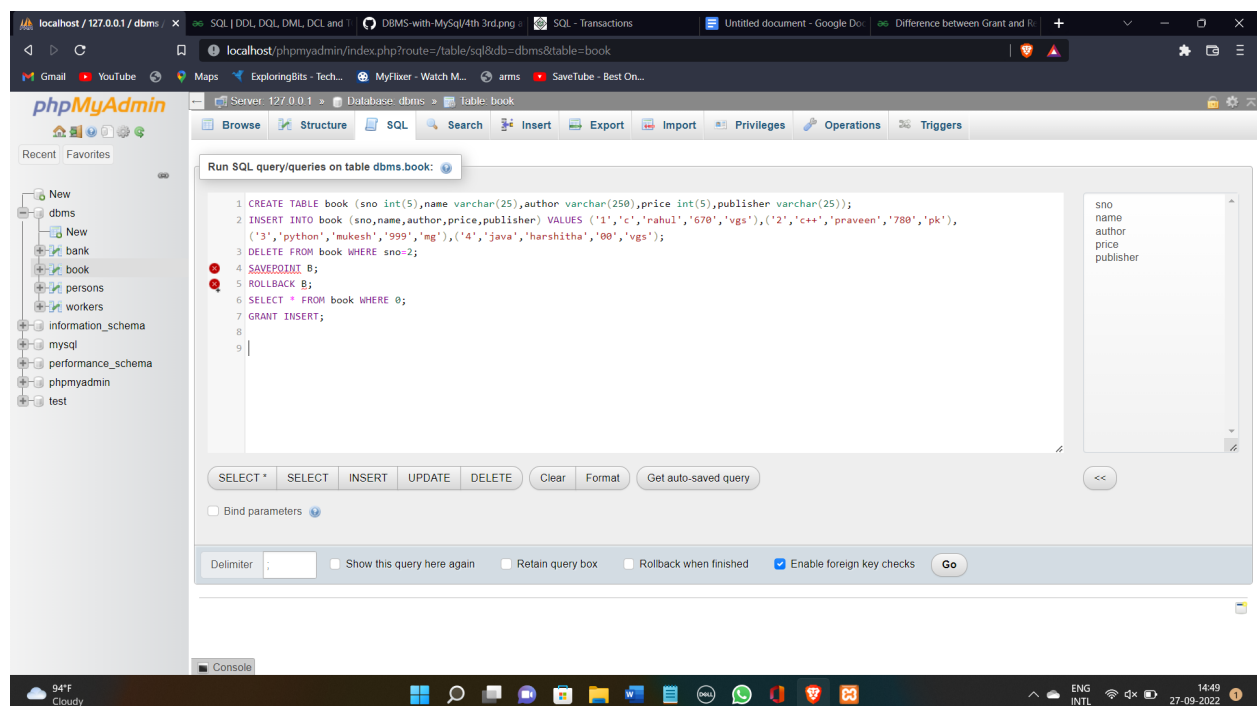 localhost / 127.0.0.1 / dbms /
SQL | DDL, DQL, DML, DCL and T
DBMS-with-MySql/4th 3rd.png a
SQL - Transactions
Untitled document - Google Doc
Difference between Grant and Re
localhost/phpmyadmin/index.php?route=/table/sql&db=dbms&table=book
Gmail YouTube Maps ExploringBits - Tech... MyFlixer - Watch M... arms SaveTube - Best On...
phpMyAdmin
Recent Favorites
New
dbms
New
bank
book
persons
workers
information_schema
mysql
performance_schema
phpmyadmin
test
Server: 127.0.0.1 » Database: dbms » Table: book
Browse Structure SQL Search Insert Export Import Privileges Operations Triggers
Run SQL query/queries on table dbms.book:
1 CREATE TABLE book (sno int(5),name varchar(25),author varchar(250),price int(5),publisher varchar(25));
2 INSERT INTO book (sno,name,author,price,publisher) VALUES ('1','c','rahul','670','vgs'),('2','c++','praveen','780','pk'),
('3','python','mukesh','999','mg'),('4','java','harshitha','00','vgs');
3 DELETE FROM book WHERE sno=2;
4 SAVEPOINT B;
5 ROLLBACK B;
6 SELECT * FROM book WHERE 0;
7 GRANT INSERT;
8
9
sno
name
author
price
publisher
SELECT * SELECT INSERT UPDATE DELETE Clear Format Get auto-saved query <<
Bind parameters
Delimiter ; Show this query here again Retain query box Rollback when finished Enable foreign key checks Go
Console
94°F
Cloudy
DELL
ENG
INTL
14:49
27-09-2022
1